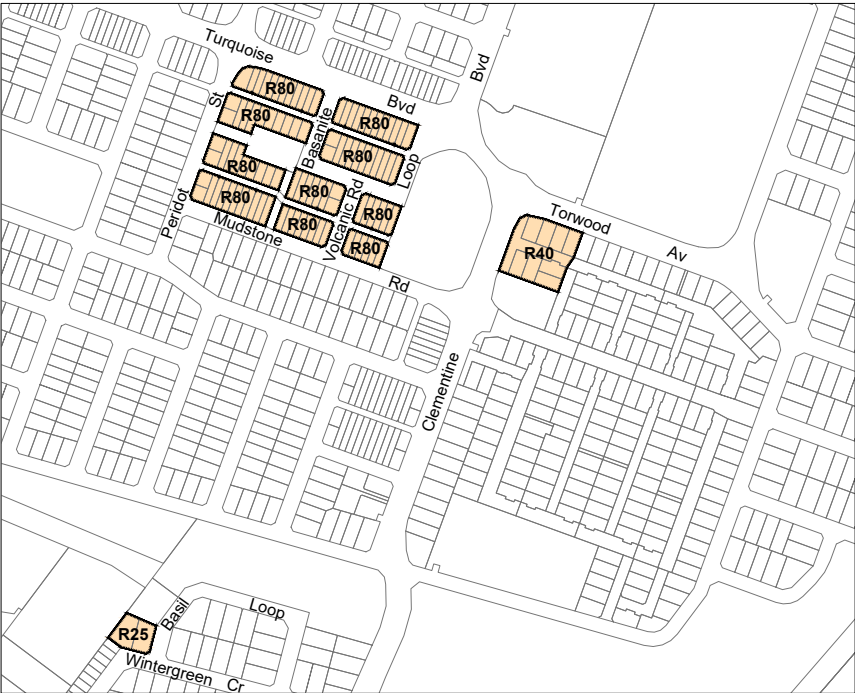 Turquoise
Bvd
R80
St
R80
Basanite
Bvd
R80
R80
Loop
R80
R80
R80
Volcanic Rd
R80
R80
R80
Peridot
Mudstone
Rd
Torwood
Av
R40
Clementine
Basil
Loop
R25
Wintergreen Cr